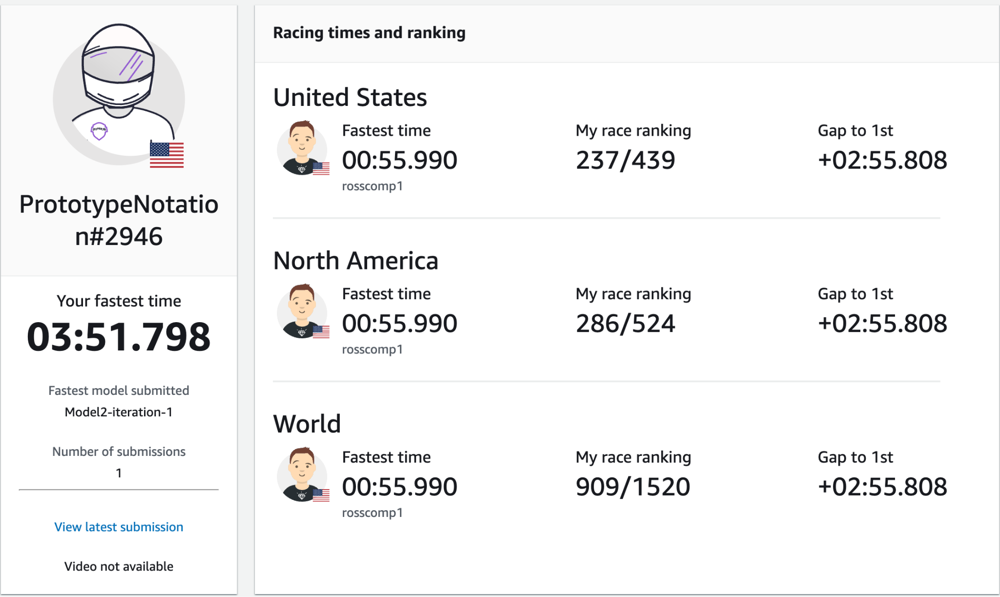 PrototypeNotatio
n#2946
Your fastest time
03:51.798
Fastest model submitted
Model2-iteration-1
Number of submissions
1
View latest submission
Video not available
Racing times and ranking
United States
Fastest time
00:55.990
rosscomp1
My race ranking
237/439
Gap to 1st
+02:55.808
North America
Fastest time
00:55.990
rosscomp1
My race ranking
286/524
Gap to 1st
+02:55.808
World
Fastest time
00:55.990
rosscomp1
My race ranking
909/1520
Gap to 1st
+02:55.808